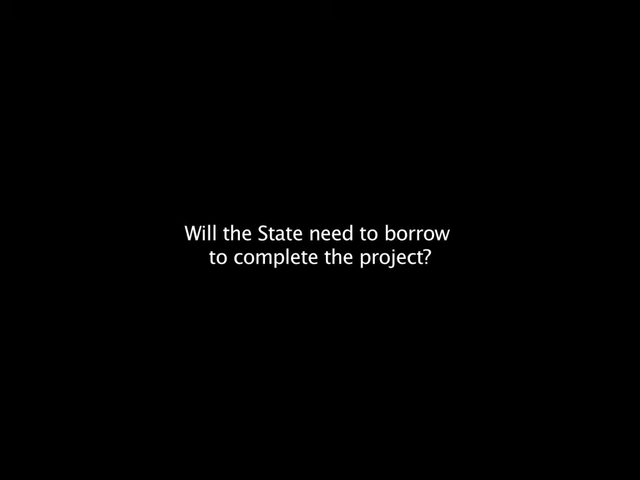 Will the State need to borrow
to complete the project?